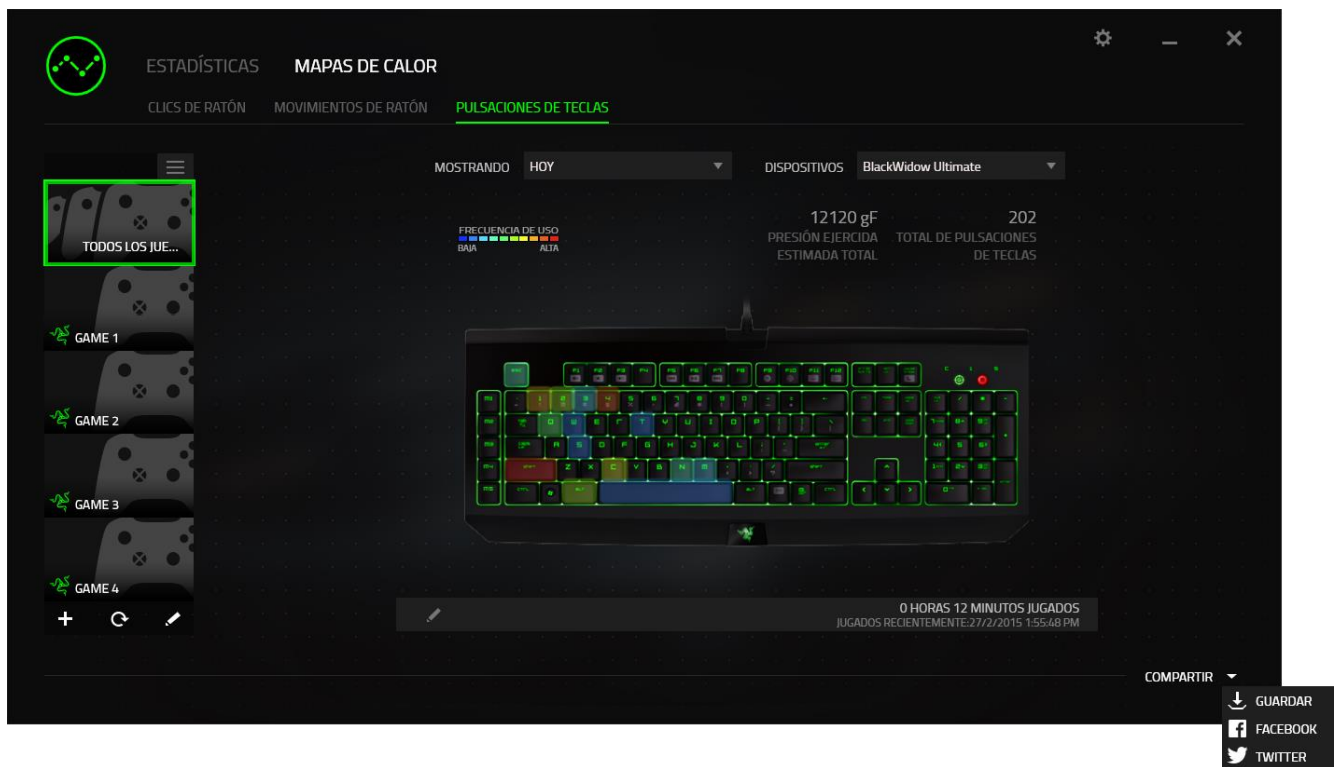 ESTADÍSTICAS MAPAS DE CALOR
CLICS DE RATÓN MOVIMIENTOS DE RATÓN PULSACIONES DE TECLAS
MOSTRANDO HOY DISPOSITIVOS BlackWidow Ultimate
TODOS LOS JUE...
GAME 1
GAME 2
GAME 3
GAME 4
FRECUENCIA DE USO
BAJA ALTA
12120 gF
PRESIÓN EJERCIDA
ESTIMADA TOTAL
202
TOTAL DE PULSACIONES
DE TECLAS
0 HORAS 12 MINUTOS JUGADOS
JUGADOS RECIENTEMENTE:27/2/2015 1:55:48 PM
COMPARTIR
GUARDAR
FACEBOOK
TWITTER